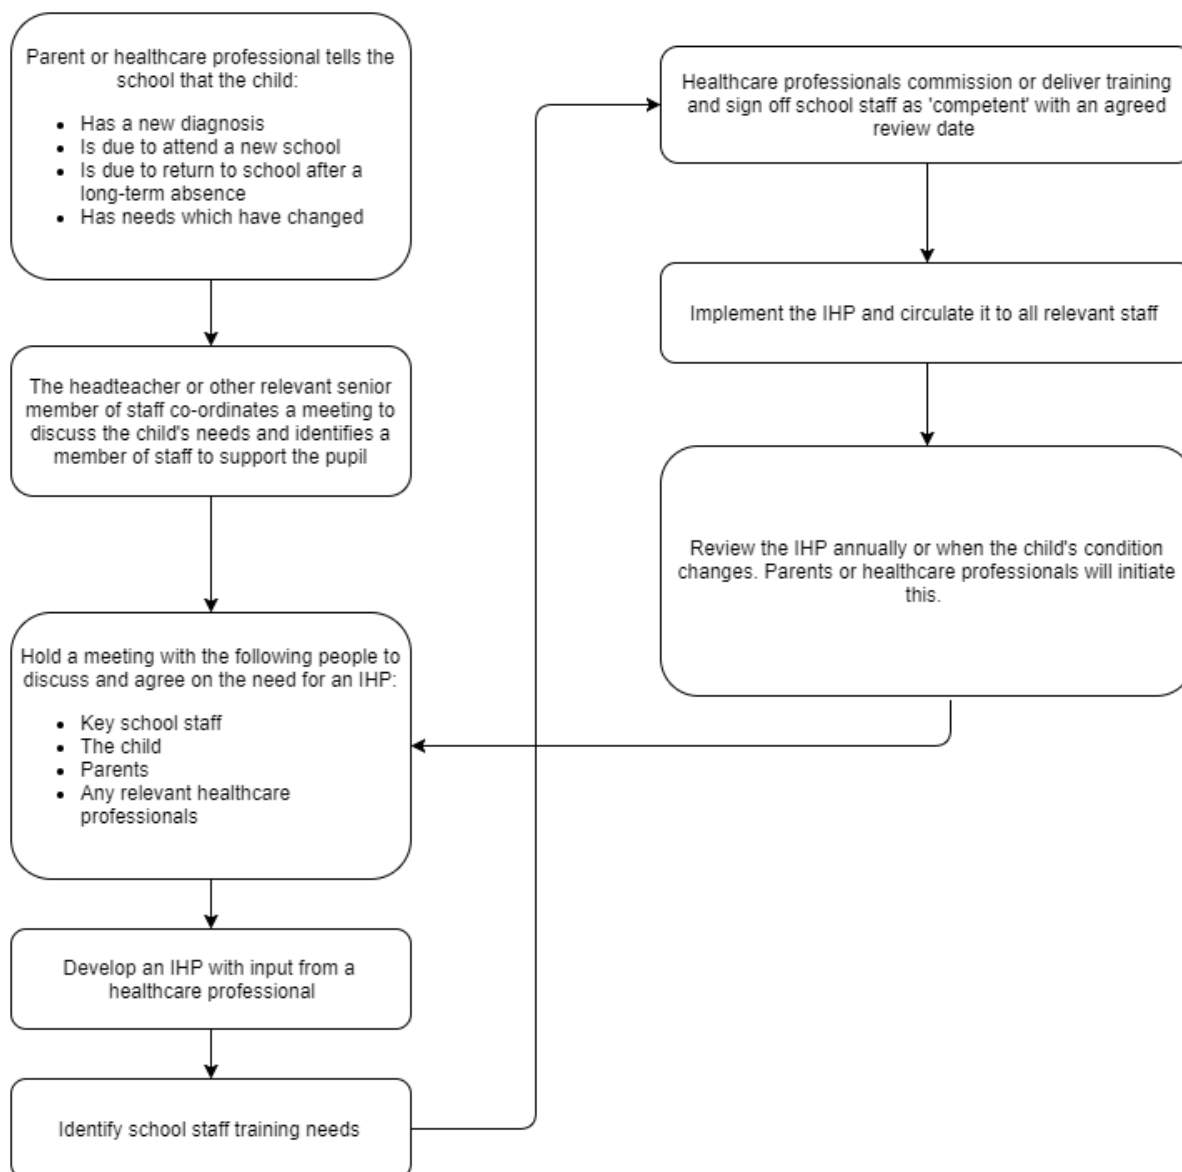 Parent or healthcare professional tells the
school that the child:
• Has a new diagnosis
• Is due to attend a new school
• Is due to return to school after a
long-term absence
• Has needs which have changed
The headteacher or other relevant senior
member of staff co-ordinates a meeting to
discuss the child's needs and identifies a
member of staff to support the pupil
Hold a meeting with the following people to
discuss and agree on the need for an IHP:
• Key school staff
• The child
• Parents
• Any relevant healthcare
professionals
Develop an IHP with input from a
healthcare professional
Identify school staff training needs
Healthcare professionals commission or deliver training
and sign off school staff as 'competent' with an agreed
review date
Implement the IHP and circulate it to all relevant staff
Review the IHP annually or when the child's condition
changes. Parents or healthcare professionals will initiate
this.